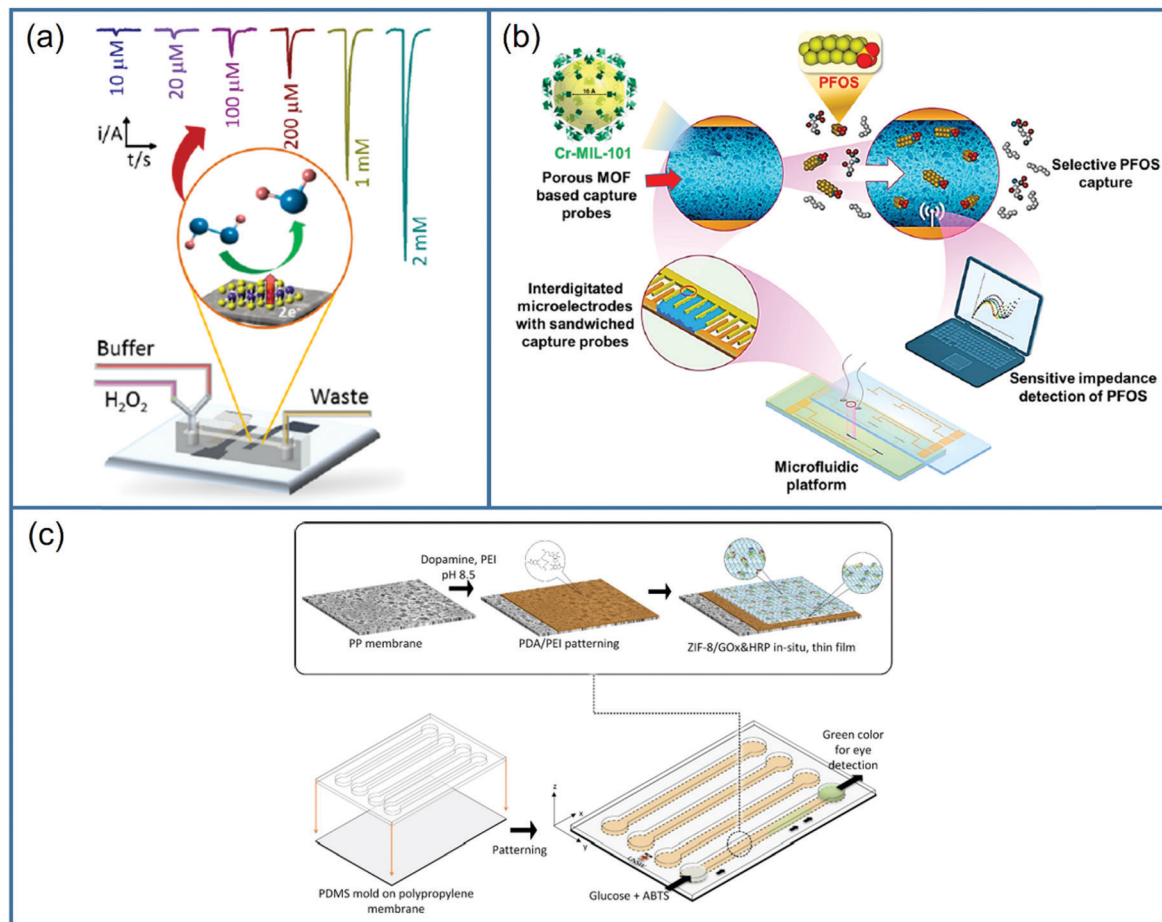 (a)
10 μM
20 μM
100 μM
200 μM
1 mM
2 mM
i/A
t/s
2e⁻
Buffer
H₂O₂
Waste
(b)
PFOS
16 Å
Cr-MIL-101
Porous MOF
based capture
probes
Selective PFOS
capture
Interdigitated
microelectrodes
with sandwiched
capture probes
Sensitive impedance
detection of PFOS
Microfluidic
platform
(c)
Dopamine, PEI
pH 8.5
PP membrane
PDA/PEI patterning
ZIF-8/GOx&HRP in-situ, thin film
Green color
for eye
detection
z
x
y
Patterning
UNSW
PDMS mold on polypropylene
membrane
Glucose + ABTS